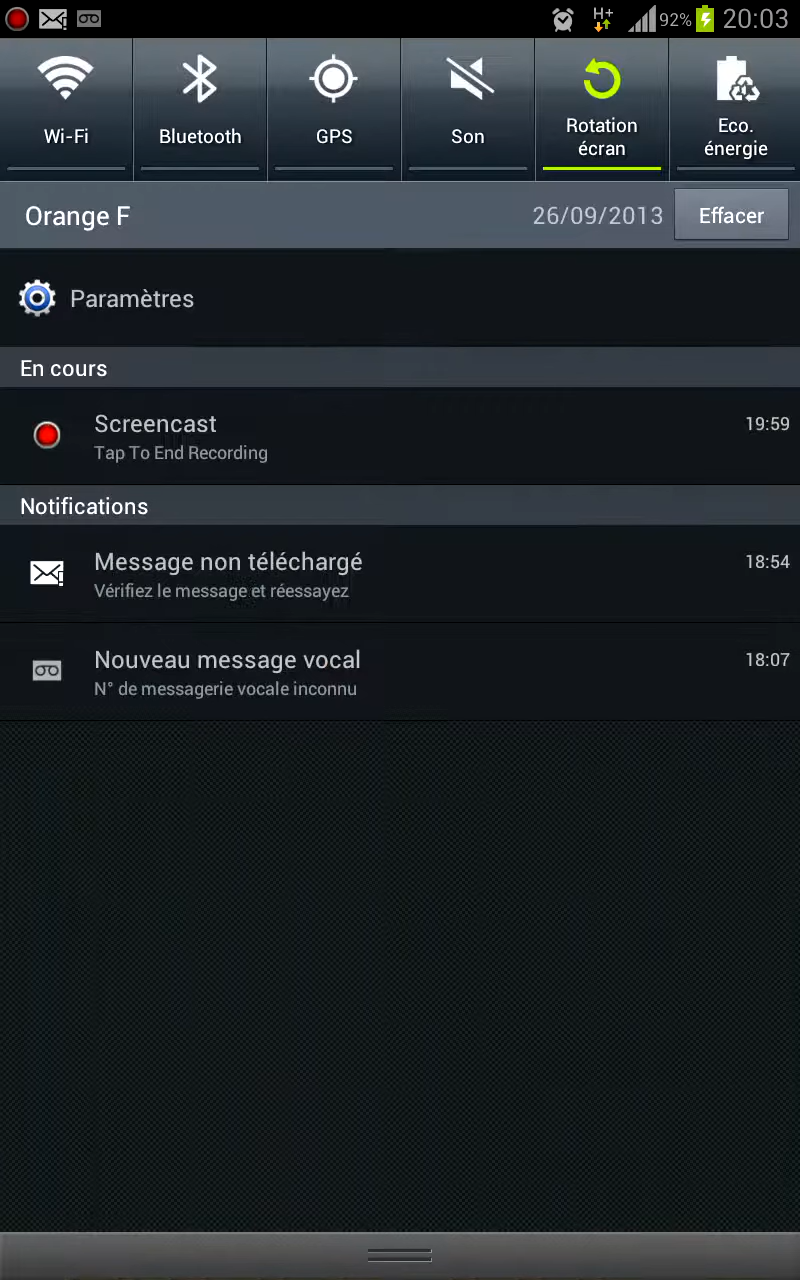 H+ 92% 20:03
Wi-Fi
Bluetooth
GPS
Son
Rotation
écran
Eco.
énergie
Orange F 26/09/2013 Effacer
Paramètres
En cours
Screencast 19:59
Tap To End Recording
Notifications
Message non téléchargé 18:54
Vérifiez le message et réessayez
Nouveau message vocal 18:07
N° de messagerie vocale inconnu